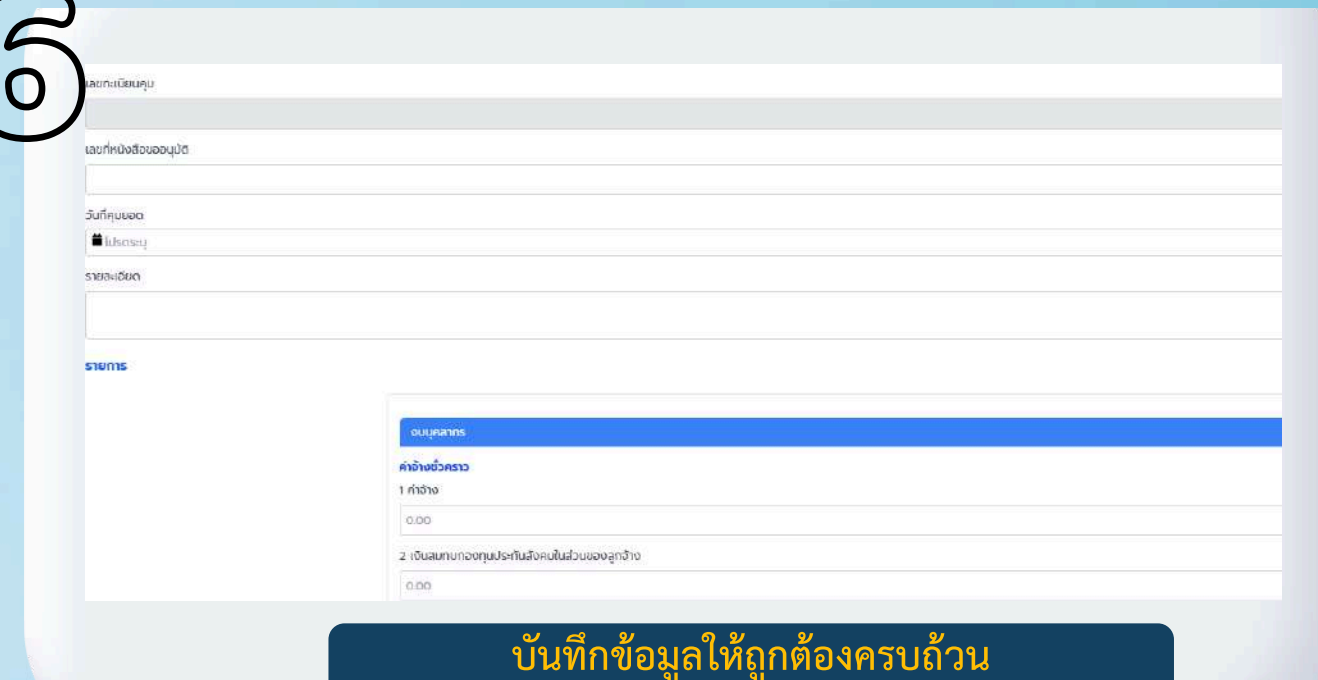 ๖
เลขทะเบียนคุม
เลขที่หนังสือขออนุมัติ
วันที่คุมยอด
โปรดระบุ
รายละเอียด
รายการ
งบบุคลากร
ค่าจ้างชั่วคราว
1 ค่าจ้าง
0.00
2 เงินสมทบกองทุนประกันสังคมในส่วนของลูกจ้าง
0.00
บันทึกข้อมูลให้ถูกต้องครบถ้วน